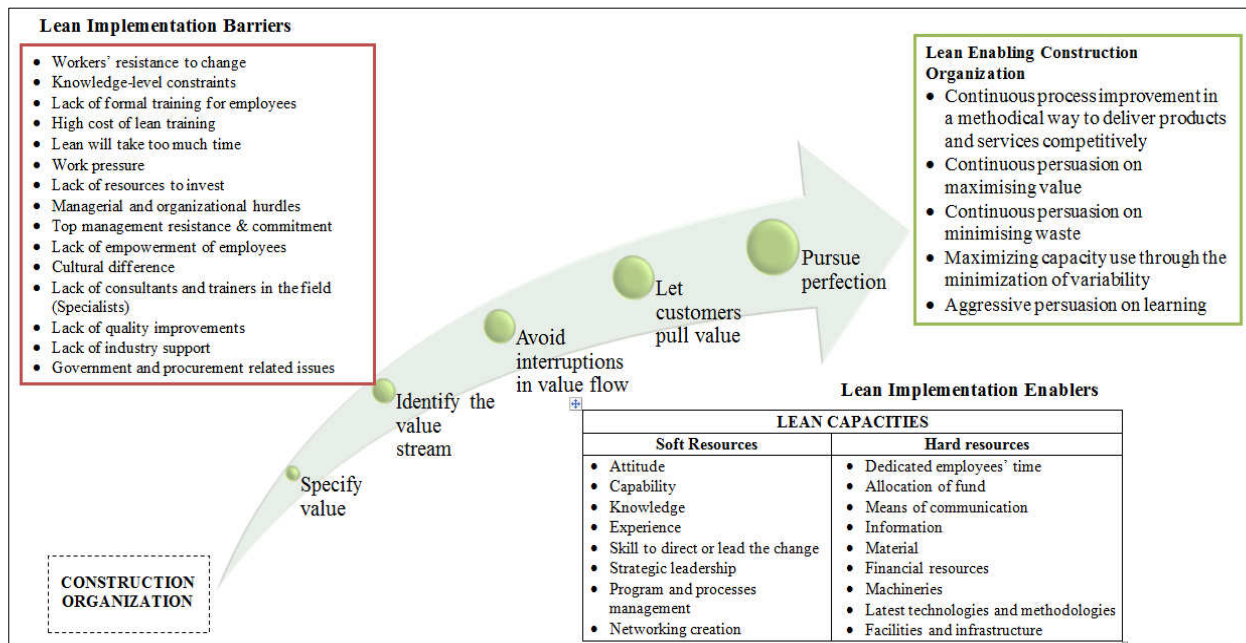 Lean Implementation Barriers
• Workers' resistance to change
• Knowledge-level constraints
• Lack of formal training for employees
• High cost of lean training
• Lean will take too much time
• Work pressure
• Lack of resources to invest
• Managerial and organizational hurdles
• Top management resistance & commitment
• Lack of empowerment of employees
• Cultural difference
• Lack of consultants and trainers in the field
(Specialists)
• Lack of quality improvements
• Lack of industry support
• Government and procurement related issues
Lean Enabling Construction
Organization
• Continuous process improvement in
a methodical way to deliver products
and services competitively
• Continuous persuasion on
maximising value
• Continuous persuasion on
minimising waste
• Maximizing capacity use through the
minimization of variability
• Aggressive persuasion on learning
Pursue
perfection
Let
customers
pull value
Avoid
interruptions
in value flow
Identify the
value
stream
Specify
value
CONSTRUCTION
ORGANIZATION
Lean Implementation Enablers
LEAN CAPACITIES
Soft Resources
• Attitude
• Capability
• Knowledge
• Experience
• Skill to direct or lead the change
• Strategic leadership
• Program and processes
management
• Networking creation
Hard resources
• Dedicated employees' time
• Allocation of fund
• Means of communication
• Information
• Material
• Financial resources
• Machineries
• Latest technologies and methodologies
• Facilities and infrastructure